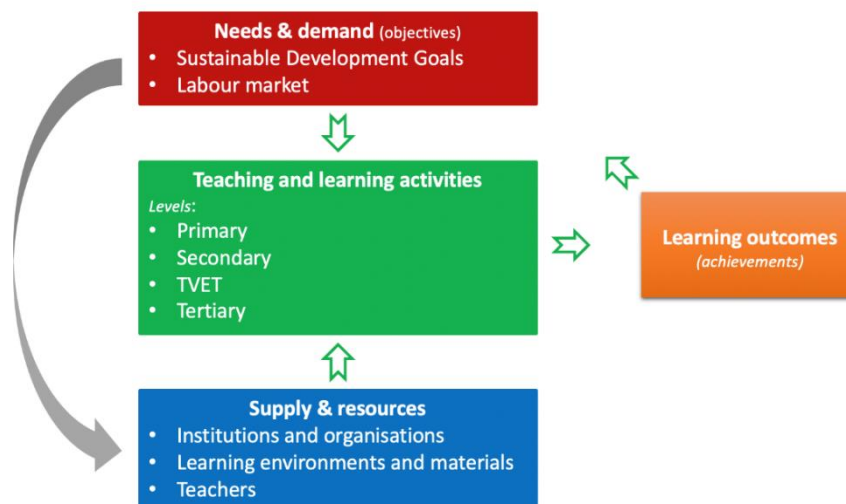 Needs & demand (objectives)
• Sustainable Development Goals
• Labour market
Teaching and learning activities
Levels:
• Primary
• Secondary
• TVET
• Tertiary
Learning outcomes
(achievements)
Supply & resources
• Institutions and organisations
• Learning environments and materials
• Teachers